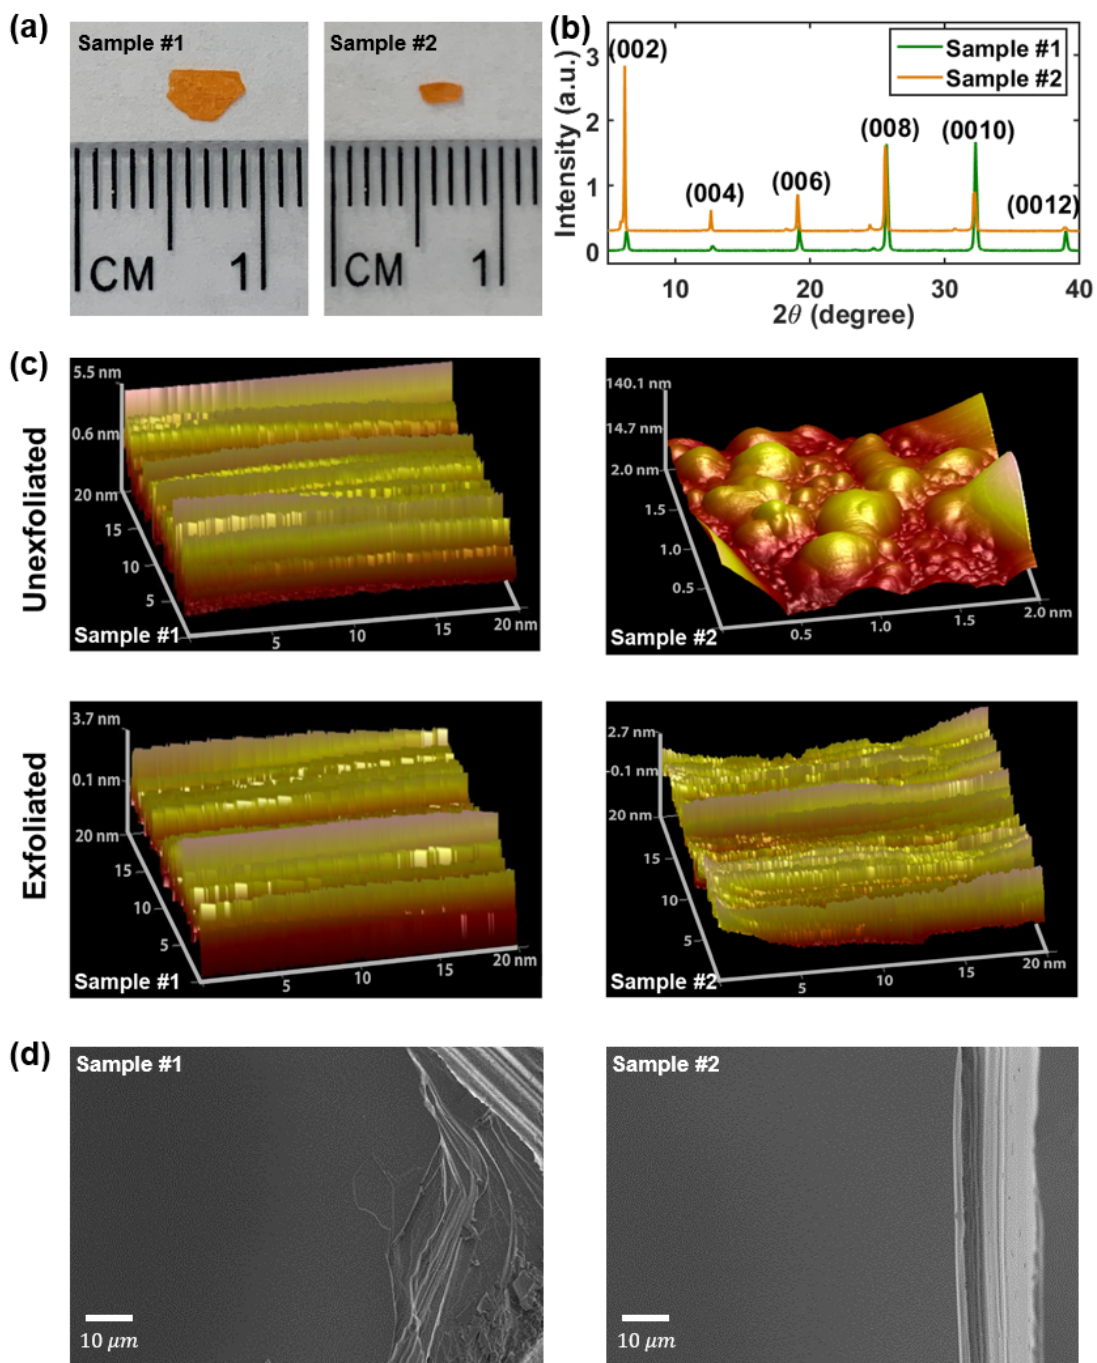 (a)
Sample #1
CM 1
Sample #2
CM 1
(b)
Intensity (a.u.)
3
2
1
0
(002)
(004)
(006)
(008)
(0010)
(0012)
Sample #1
Sample #2
10 20 30 40
2θ (degree)
(c)
Unexfoliated
5.5 nm
0.6 nm
20 nm
15
10
5
5
10
15
20 nm
Sample #1
140.1 nm
14.7 nm
2.0 nm
1.5
1.0
0.5
0.5
1.0
1.5
2.0 nm
Sample #2
Exfoliated
3.7 nm
0.1 nm
20 nm
15
10
5
5
10
15
20 nm
Sample #1
2.7 nm
-0.1 nm
20 nm
15
10
5
5
10
15
20 nm
Sample #2
(d)
Sample #1
10 μm
Sample #2
10 μm